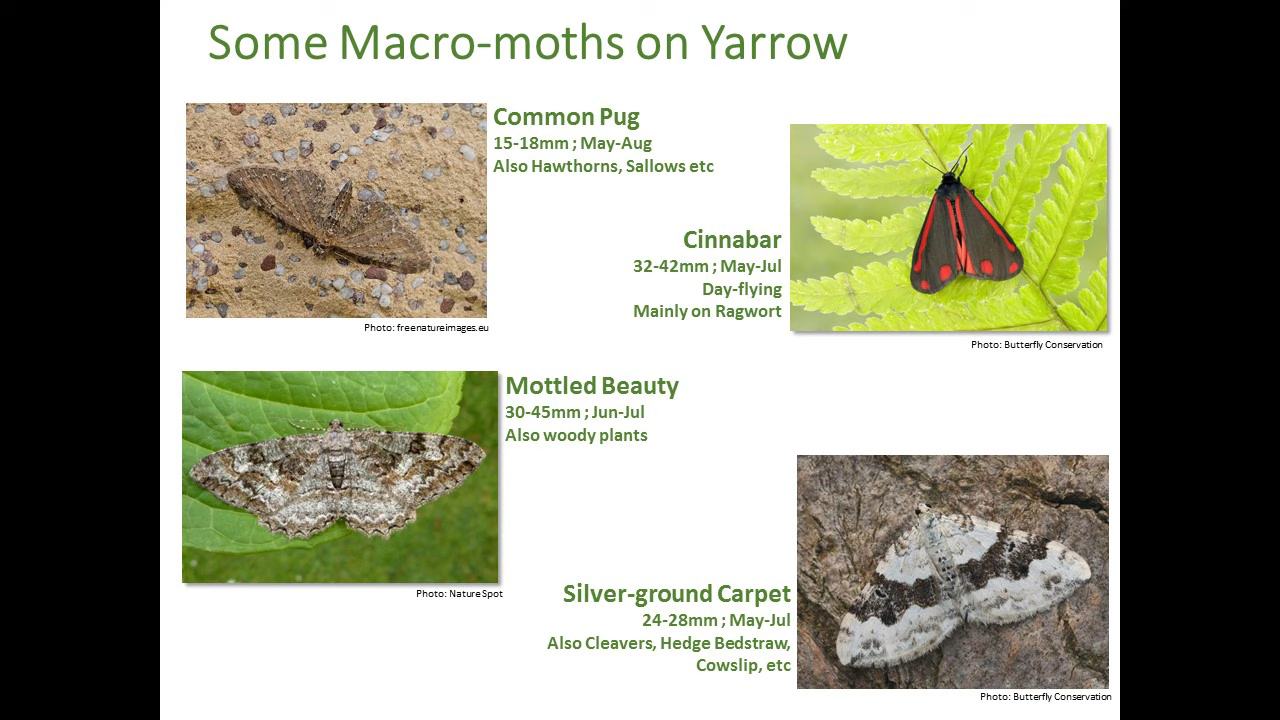 Some Macro-moths on Yarrow
Common Pug
15-18mm ; May-Aug
Also Hawthorns, Sallows etc
Photo: freenatureimages.eu
Cinnabar
32-42mm ; May-Jul
Day-flying
Mainly on Ragwort
Photo: Butterfly Conservation
Mottled Beauty
30-45mm ; Jun-Jul
Also woody plants
Photo: Nature Spot
Silver-ground Carpet
24-28mm ; May-Jul
Also Cleavers, Hedge Bedstraw,
Cowslip, etc
Photo: Butterfly Conservation